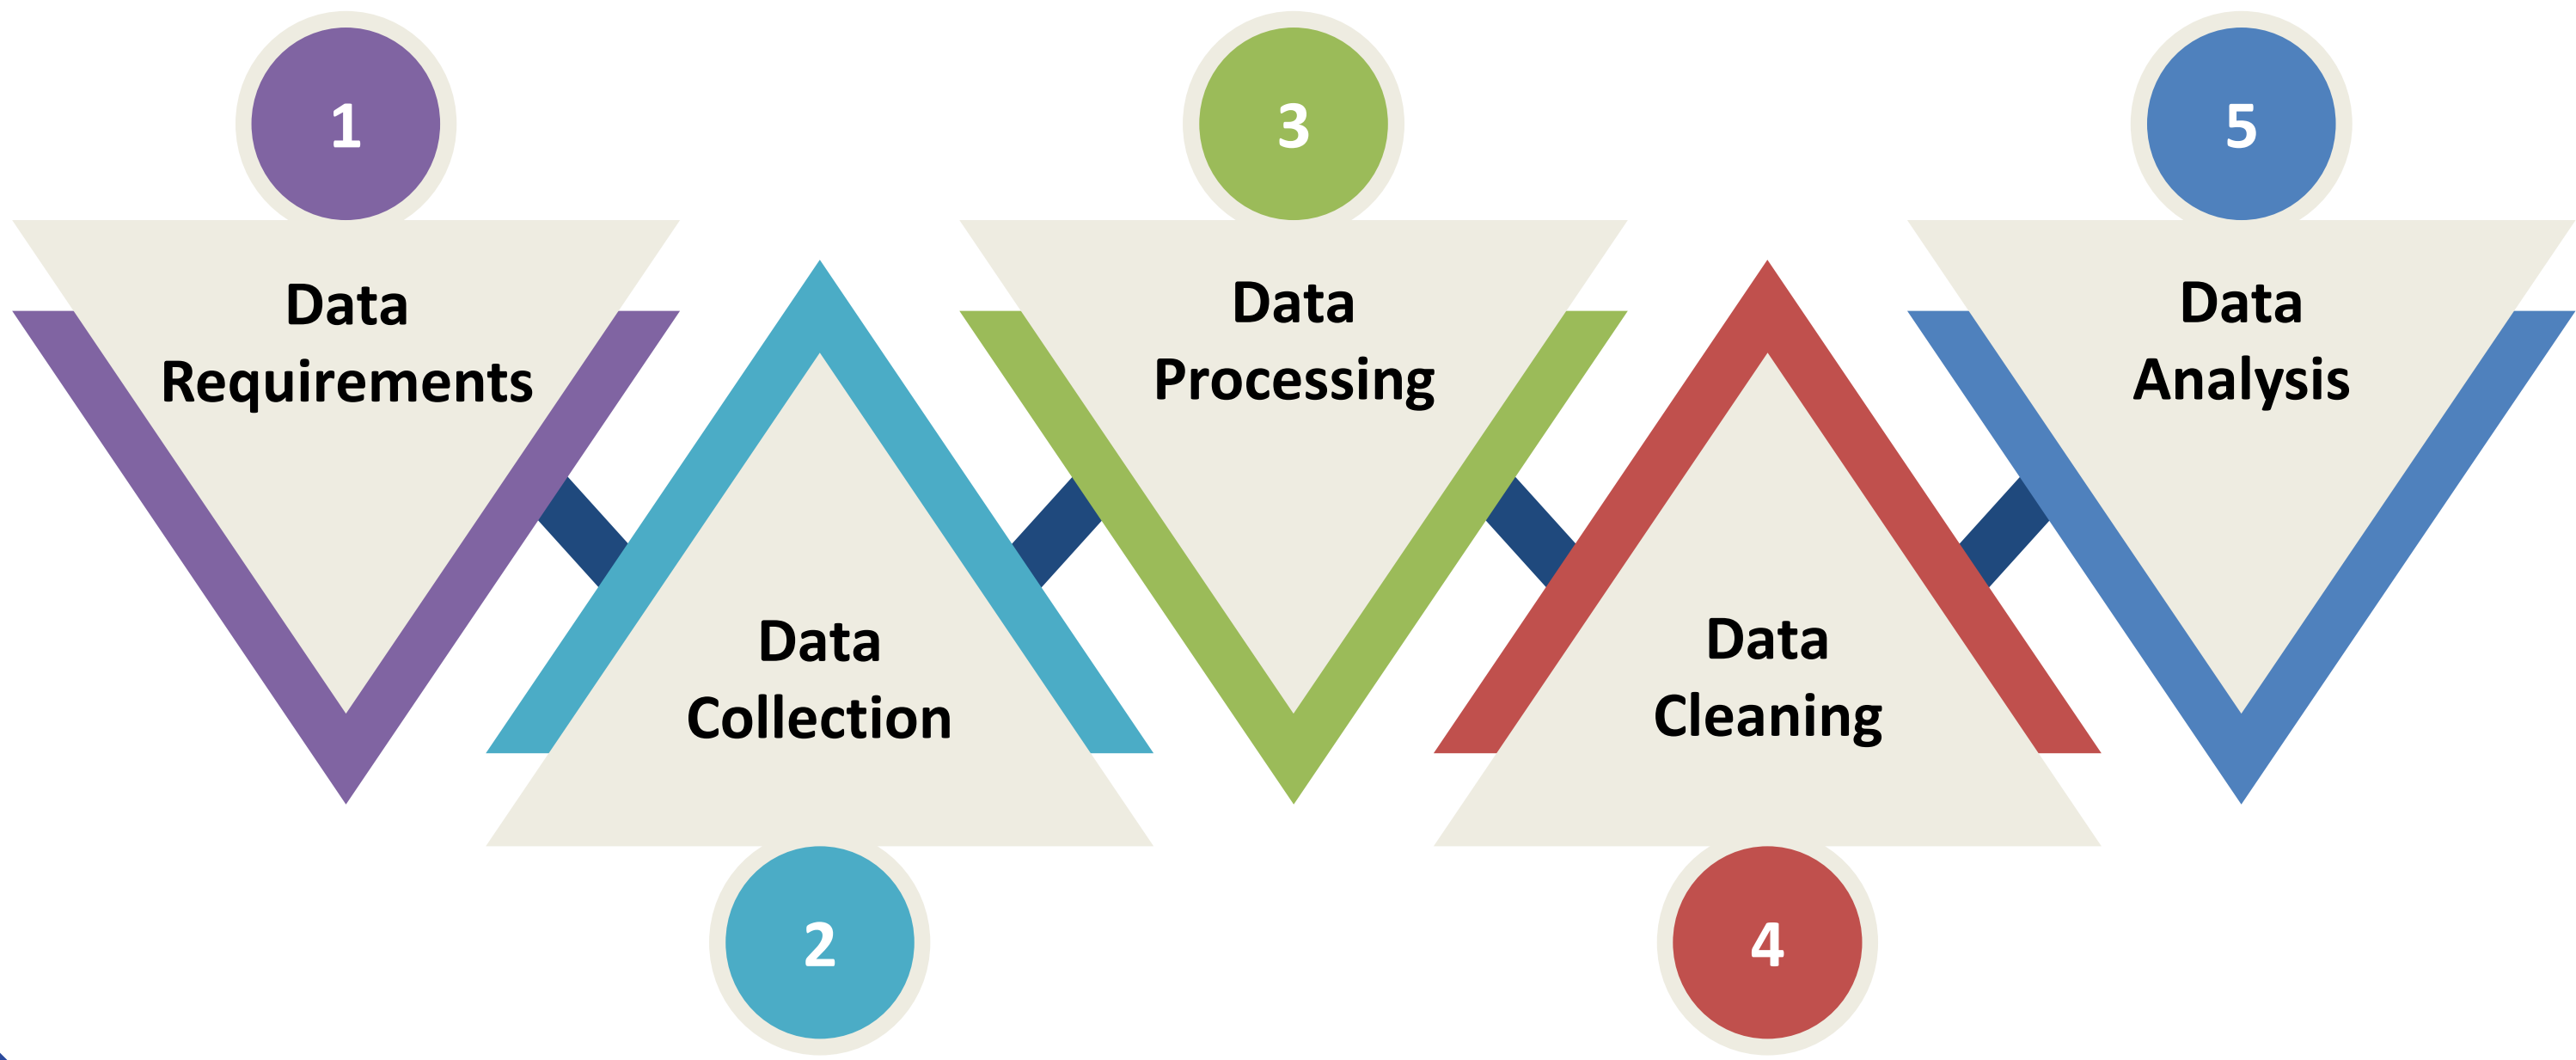 1
Data
Requirements
2
Data
Collection
3
Data
Processing
4
Data
Cleaning
5
Data
Analysis